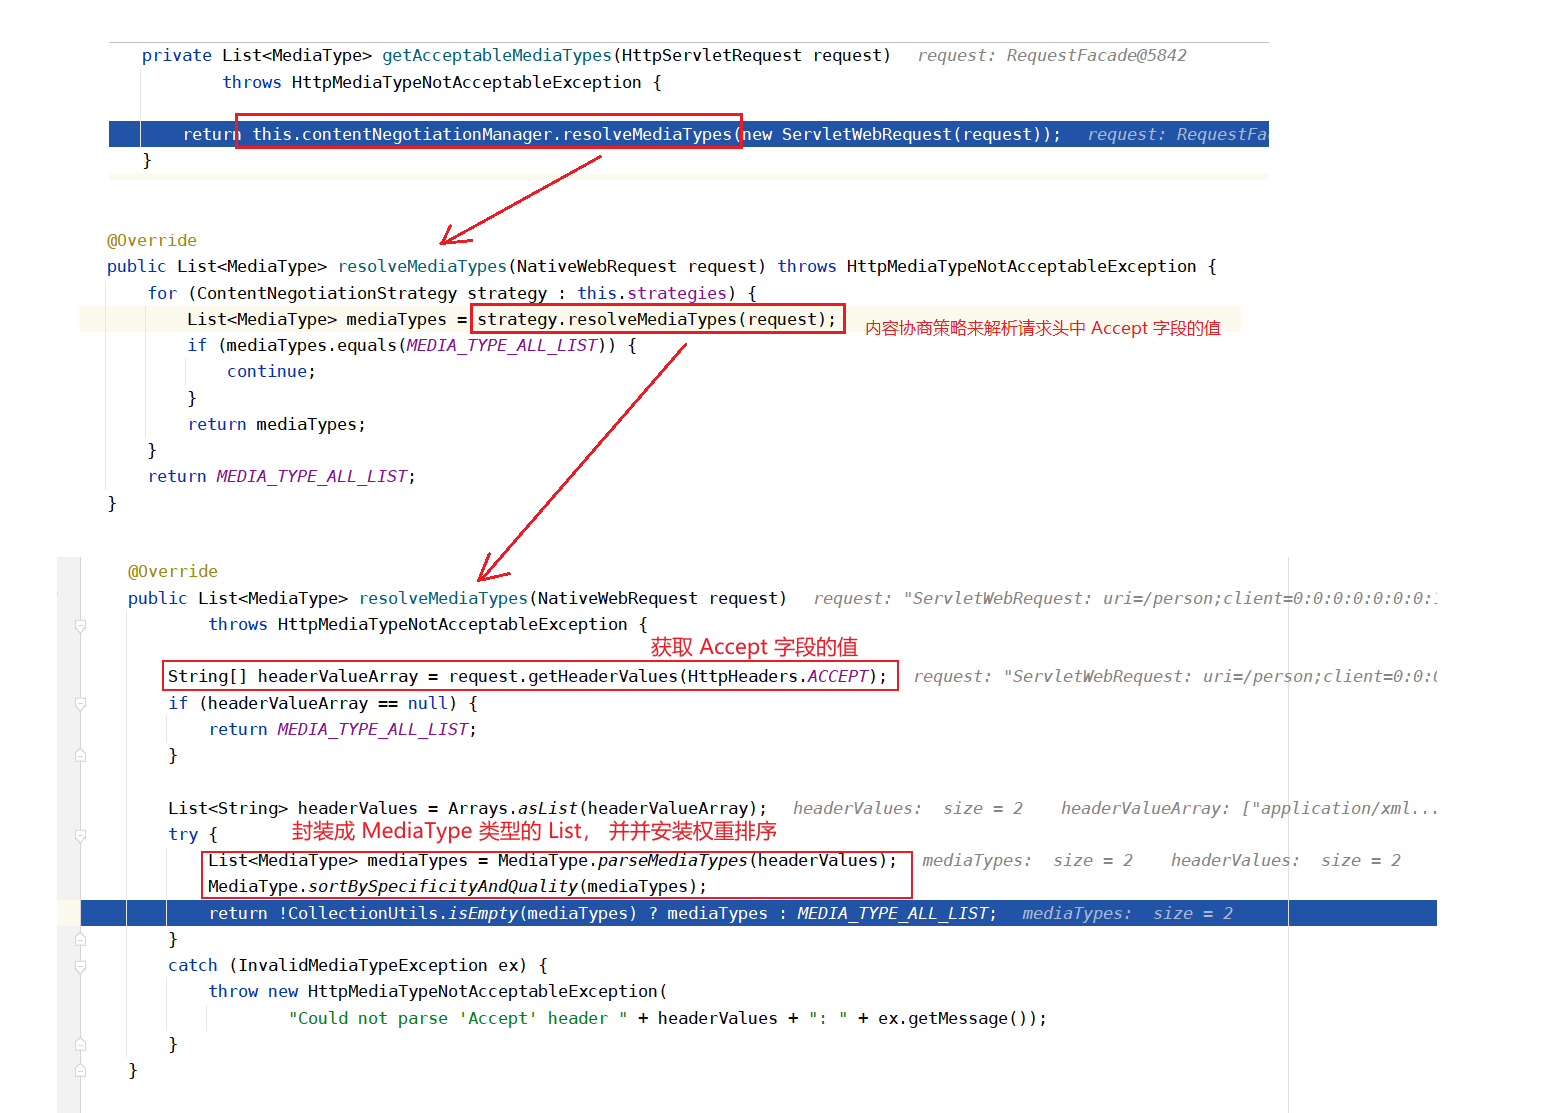 private List<MediaType> getAcceptableMediaTypes(HttpServletRequest request) request: RequestFacade@5842
throws HttpMediaTypeNotAcceptableException {
return this.contentNegotiationManager.resolveMediaTypes(new ServletWebRequest(request)); request: RequestFa
}
@Override
public List<MediaType> resolveMediaTypes(NativeWebRequest request) throws HttpMediaTypeNotAcceptableException {
for (ContentNegotiationStrategy strategy : this.strategies) {
List<MediaType> mediaTypes = strategy.resolveMediaTypes(request); 内容协商策略来解析请求头中 Accept 字段的值
if (mediaTypes.equals(MEDIA_TYPE_ALL_LIST)) {
continue;
}
return mediaTypes;
}
return MEDIA_TYPE_ALL_LIST;
}
@Override
public List<MediaType> resolveMediaTypes(NativeWebRequest request) request: "ServletWebRequest: uri=/person;client=0:0:0:0:0:0:0:
throws HttpMediaTypeNotAcceptableException {
获取 Accept 字段的值
String[] headerValueArray = request.getHeaderValues(HttpHeaders.ACCEPT); request: "ServletWebRequest: uri=/person;client=0:0:
if (headerValueArray == null) {
return MEDIA_TYPE_ALL_LIST;
}
List<String> headerValues = Arrays.asList(headerValueArray); headerValues: size = 2 headerValueArray: ["application/xml...
try { 封装成 MediaType 类型的 List， 并并安装权重排序
List<MediaType> mediaTypes = MediaType.parseMediaTypes(headerValues); mediaTypes: size = 2 headerValues: size = 2
MediaType.sortBySpecificityAndQuality(mediaTypes);
return !CollectionUtils.isEmpty(mediaTypes) ? mediaTypes : MEDIA_TYPE_ALL_LIST; mediaTypes: size = 2
}
catch (InvalidMediaTypeException ex) {
throw new HttpMediaTypeNotAcceptableException(
"Could not parse 'Accept' header " + headerValues + ": " + ex.getMessage());
}
}